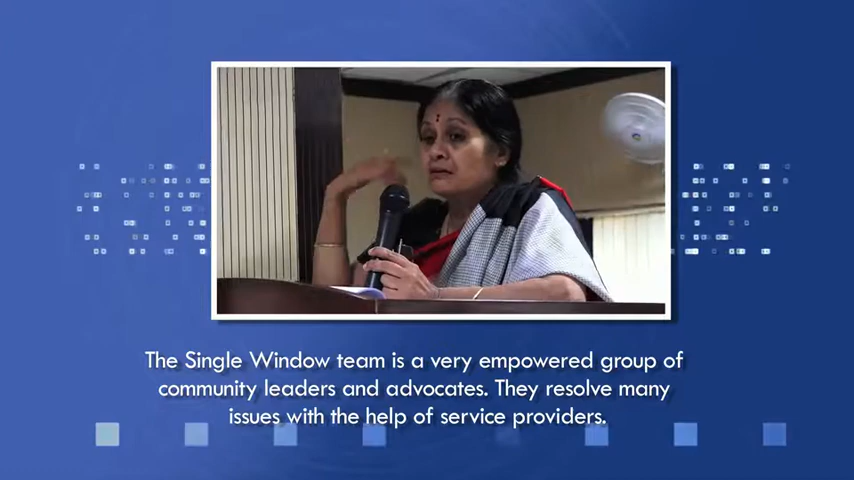 The Single Window team is a very empowered group of
community leaders and advocates. They resolve many
issues with the help of service providers.